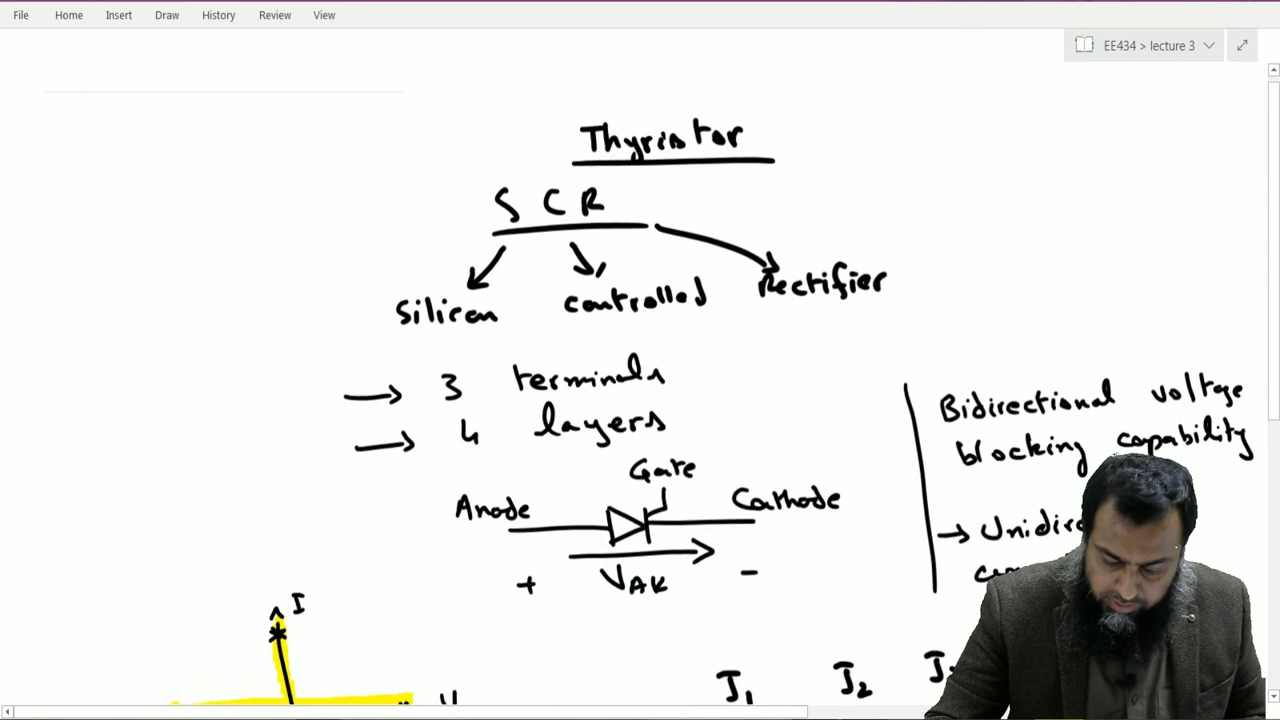 File Home Insert Draw History Review View
EE434 > lecture 3
Thyristor
S C R
Silicon controlled Rectifier
→ 3 terminals
→ 4 layers
Gate
Anode Cathode
+ VAK -
Bidirectional voltage
blocking capability
→
I
J1 J2